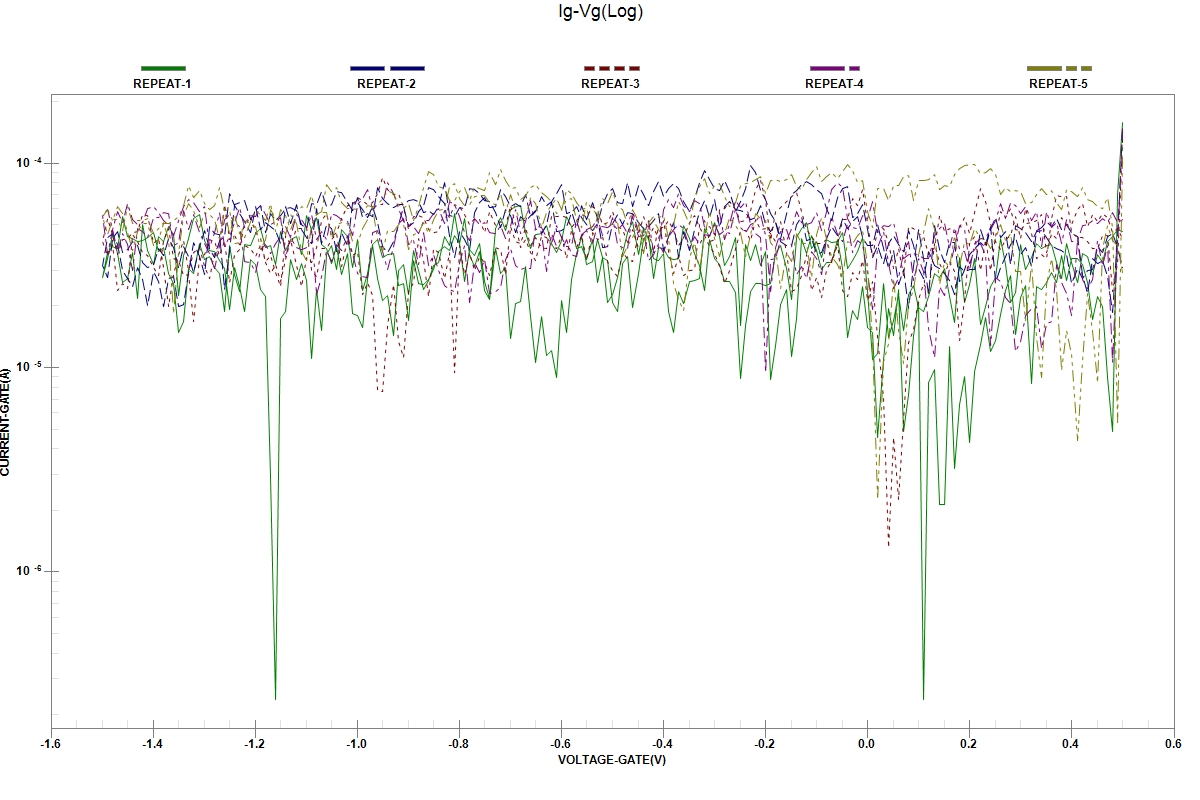 Ig-Vg(Log)
REPEAT-1 REPEAT-2 REPEAT-3 REPEAT-4 REPEAT-5
CURRENT-GATE(A)
10 -4
10 -5
10 -6
-1.6 -1.4 -1.2 -1.0 -0.8 -0.6 -0.4 -0.2 0.0 0.2 0.4 0.6
VOLTAGE-GATE(V)